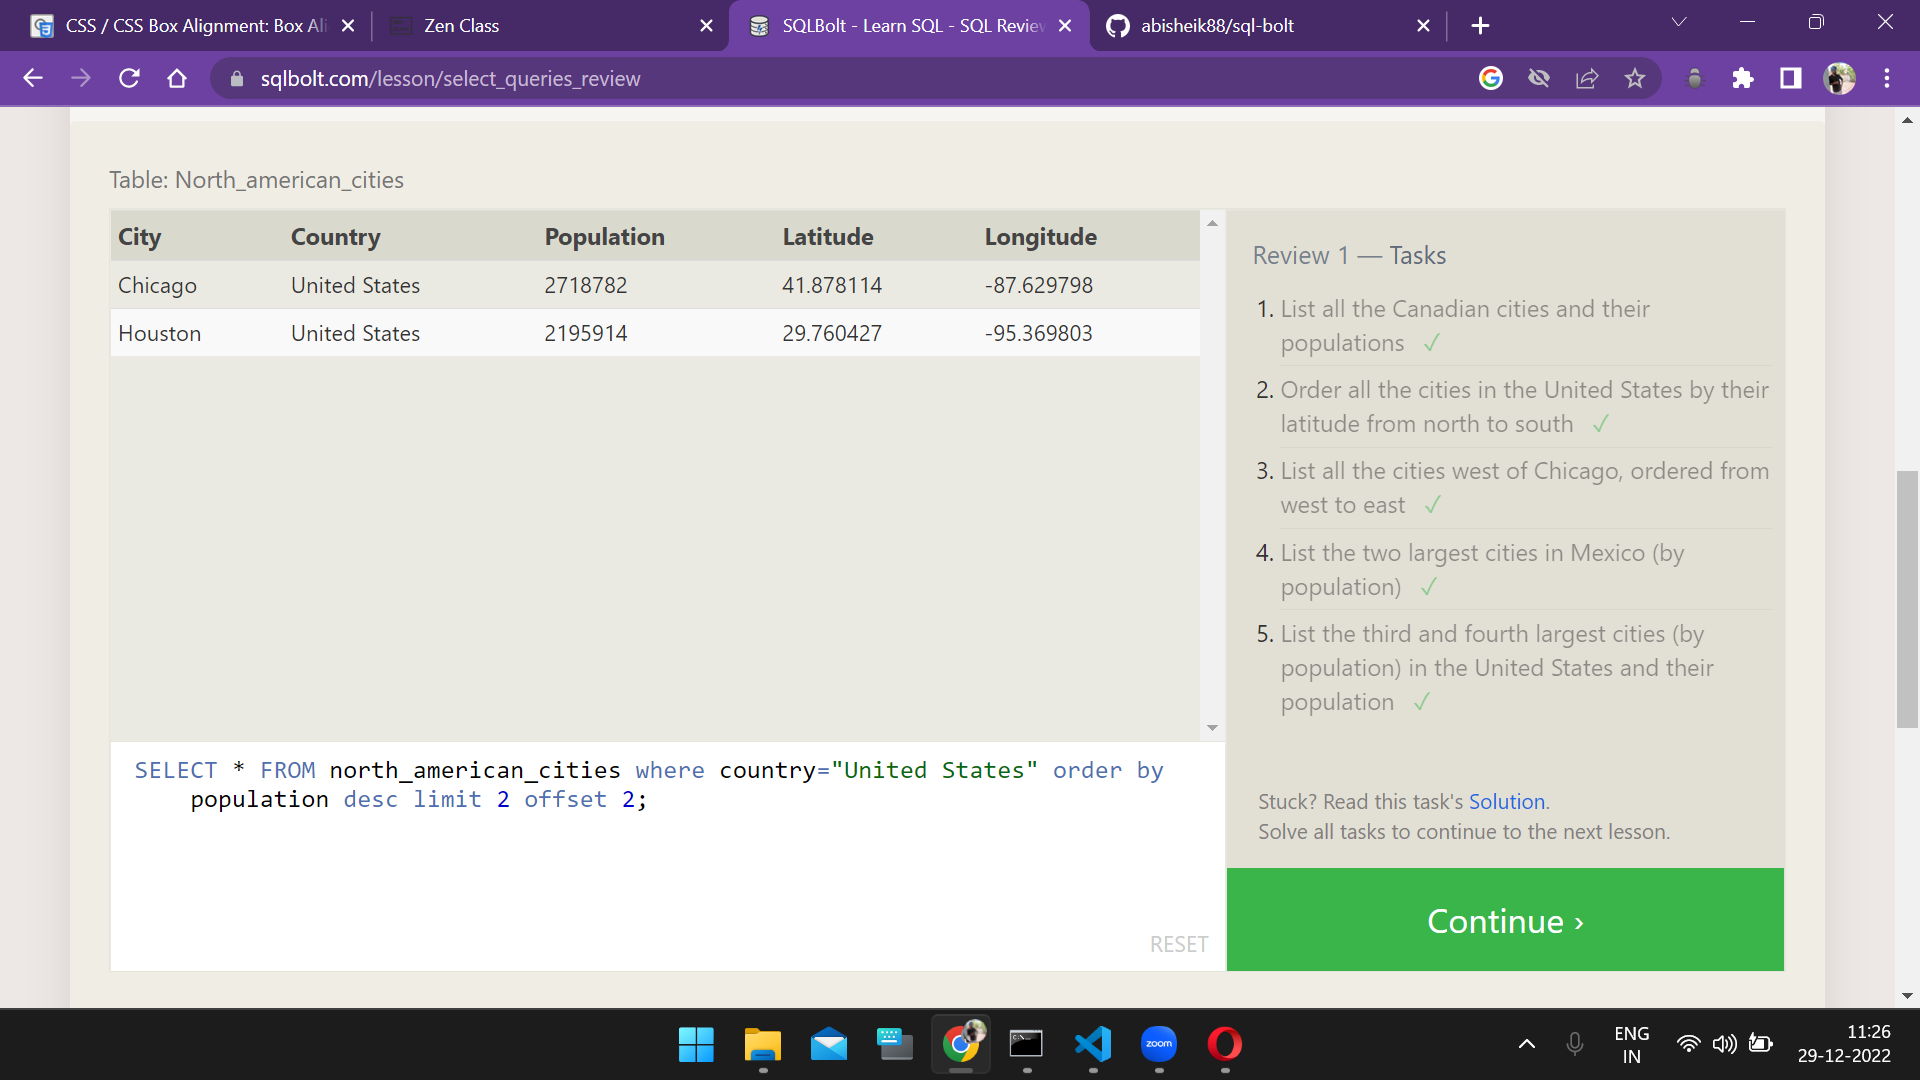 CSS / CSS Box Alignment: Box Ali
Zen Class
SQLBolt - Learn SQL - SQL Review
abisheik88/sql-bolt
sqlbolt.com/lesson/select_queries_review
Table: North_american_cities
City Country Population Latitude Longitude
Chicago United States 2718782 41.878114 -87.629798
Houston United States 2195914 29.760427 -95.369803
SELECT * FROM north_american_cities where country="United States" order by
population desc limit 2 offset 2;
RESET
Review 1 — Tasks
1. List all the Canadian cities and their
populations ✓
2. Order all the cities in the United States by their
latitude from north to south ✓
3. List all the cities west of Chicago, ordered from
west to east ✓
4. List the two largest cities in Mexico (by
population) ✓
5. List the third and fourth largest cities (by
population) in the United States and their
population ✓
Stuck? Read this task's Solution.
Solve all tasks to continue to the next lesson.
Continue ›
zoom
ENG
IN
11:26
29-12-2022